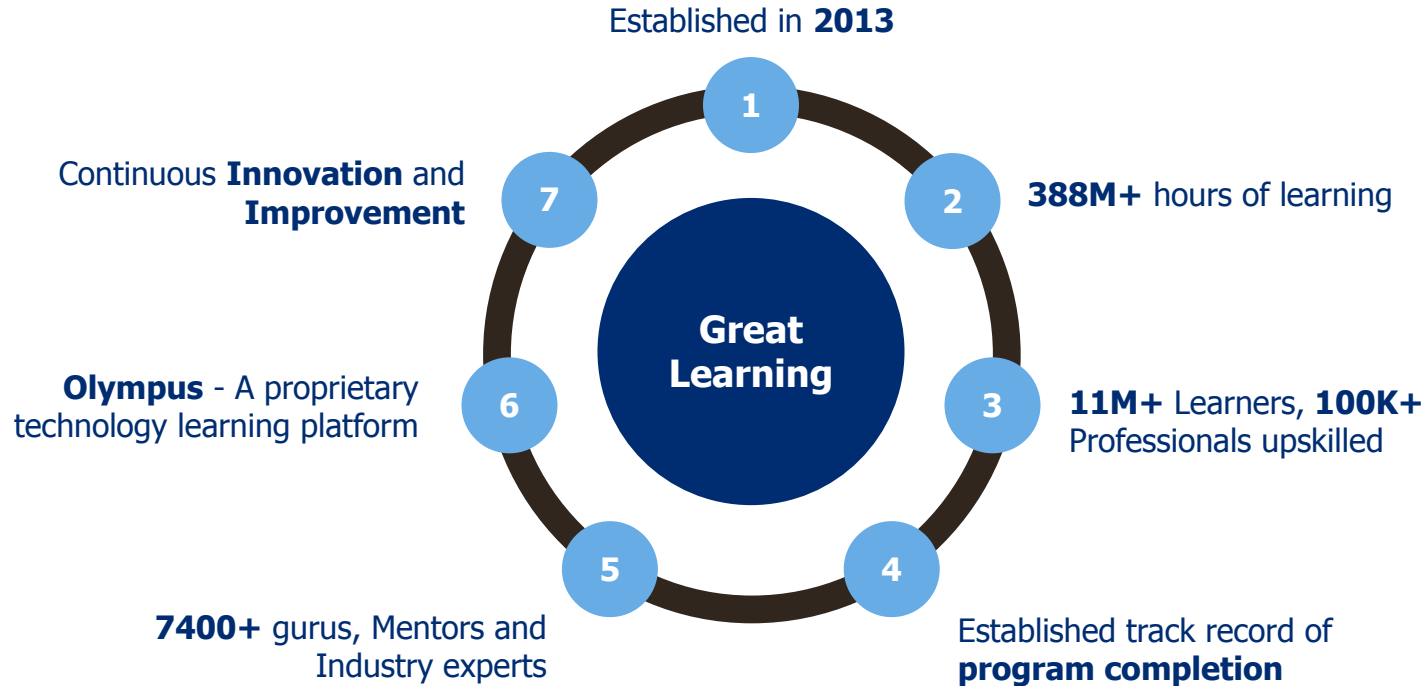 Established in 2013
1
2
388M+ hours of learning
3
11M+ Learners, 100K+
Professionals upskilled
4
Established track record of
program completion
5
7400+ gurus, Mentors and
Industry experts
6
Olympus - A proprietary
technology learning platform
7
Continuous Innovation and
Improvement
Great
Learning